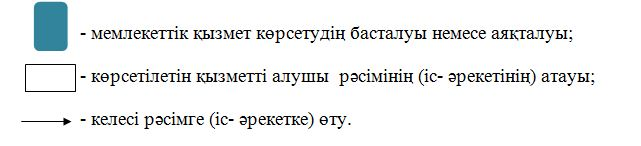 - мемлекеттік қызмет көрсетудің басталуы немесе аяқталуы;
- көрсетілетін қызметті алушы рәсімінің (іс- әрекетінің) атауы;
- келесі рәсімге (іс- әрекетке) өту.